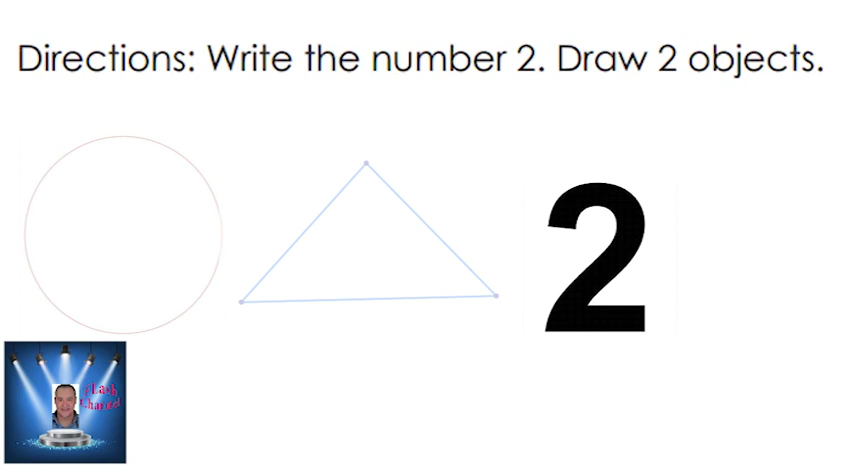 Directions: Write the number 2. Draw 2 objects.
2